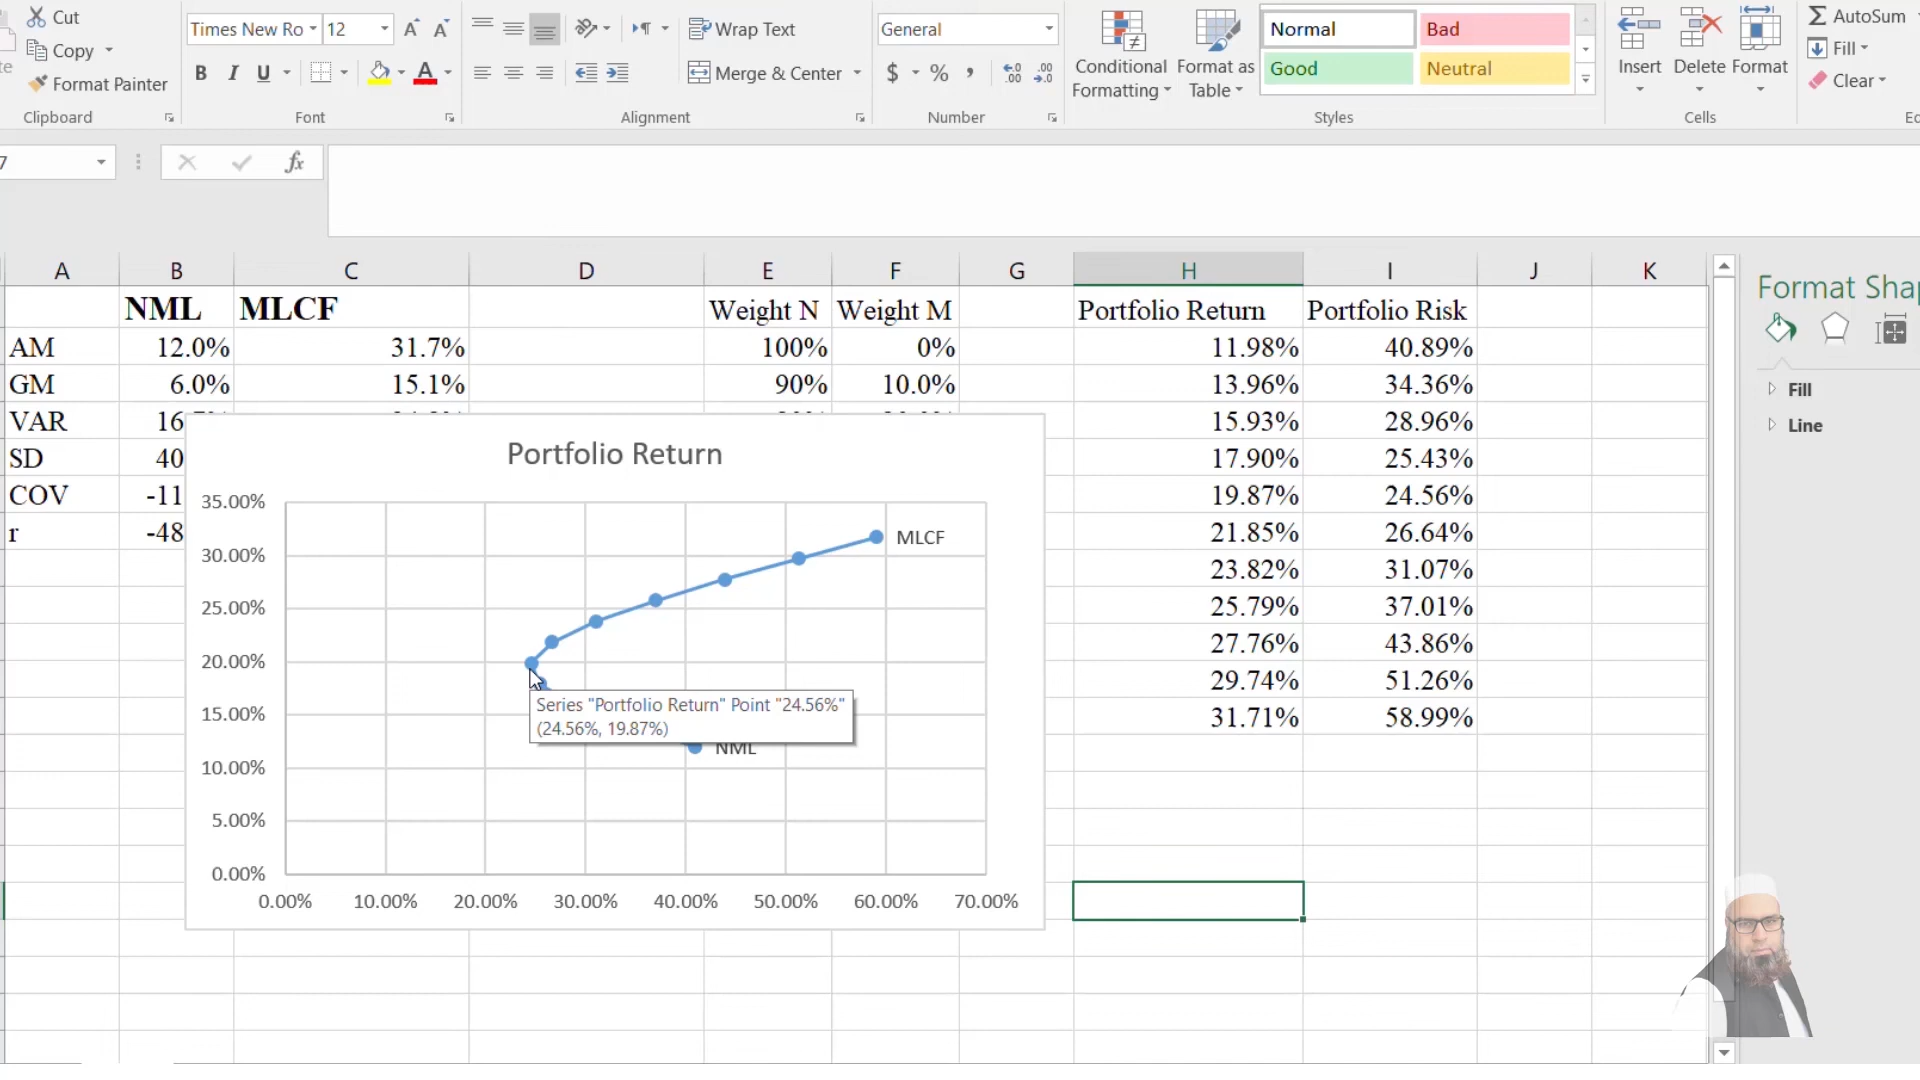 Cut
Copy
Format Painter
Clipboard
Times New Ro
12
B I U
Font
Wrap Text
Merge & Center
Alignment
General
$ % ,
Number
Conditional
Formatting
Format as
Table
Normal
Bad
Good
Neutral
Styles
Insert
Delete
Format
Cells
AutoSum
Fill
Clear
7
fx
A B C D E F G H I J K
NML MLCF Weight N Weight M Portfolio Return Portfolio Risk
AM 12.0% 31.7% 100% 0% 11.98% 40.89%
GM 6.0% 15.1% 90% 10.0% 13.96% 34.36%
VAR 16 15.93% 28.96%
SD 40 17.90% 25.43%
COV -11 19.87% 24.56%
r -48 21.85% 26.64%
23.82% 31.07%
25.79% 37.01%
27.76% 43.86%
29.74% 51.26%
31.71% 58.99%
Portfolio Return
35.00%
30.00%
25.00%
20.00%
15.00%
10.00%
5.00%
0.00%
0.00% 10.00% 20.00% 30.00% 40.00% 50.00% 60.00% 70.00%
MLCF
Series "Portfolio Return" Point "24.56%"
(24.56%, 19.87%)
NML
Format Shap
Fill
Line